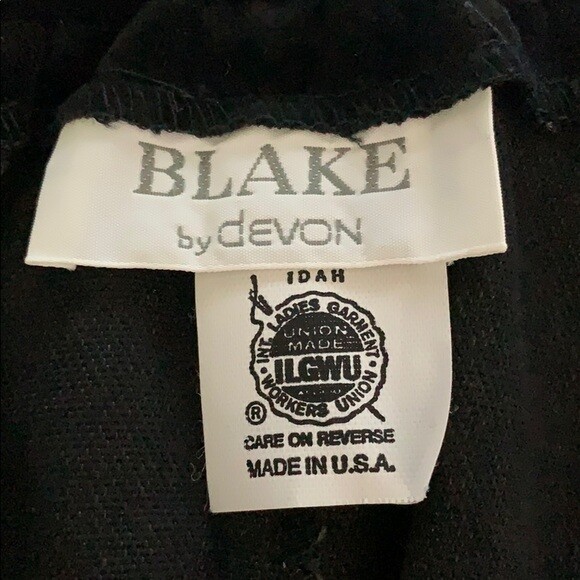 BLAKE
by devon
IDAH
INT. LADIES GARMENT
UNION
MADE
ILGWU
WORKERS UNION
®
CARE ON REVERSE
MADE IN U.S.A.